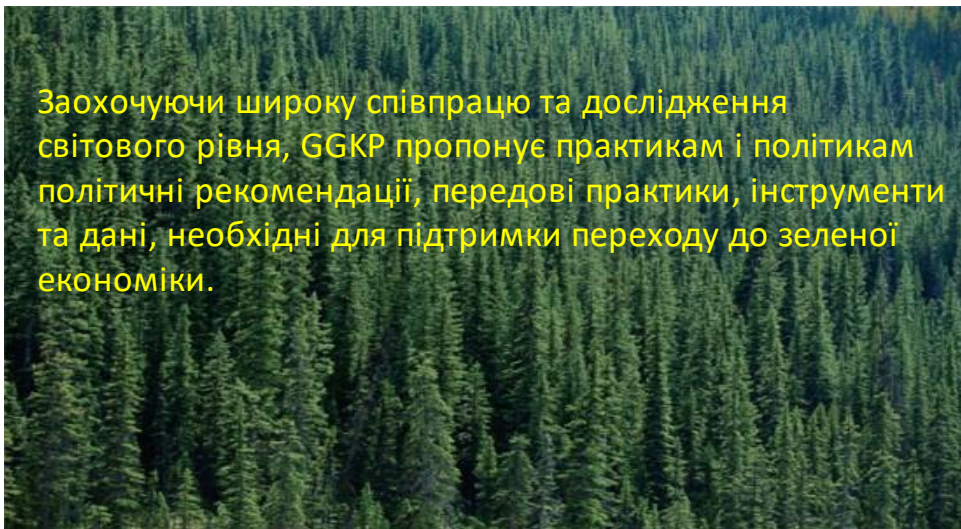 Заохочуючи широку співпрацю та дослідження
світового рівня, GGKP пропонує практикам і політикам
політичні рекомендації, передові практики, інструменти
та дані, необхідні для підтримки переходу до зеленої
економіки.